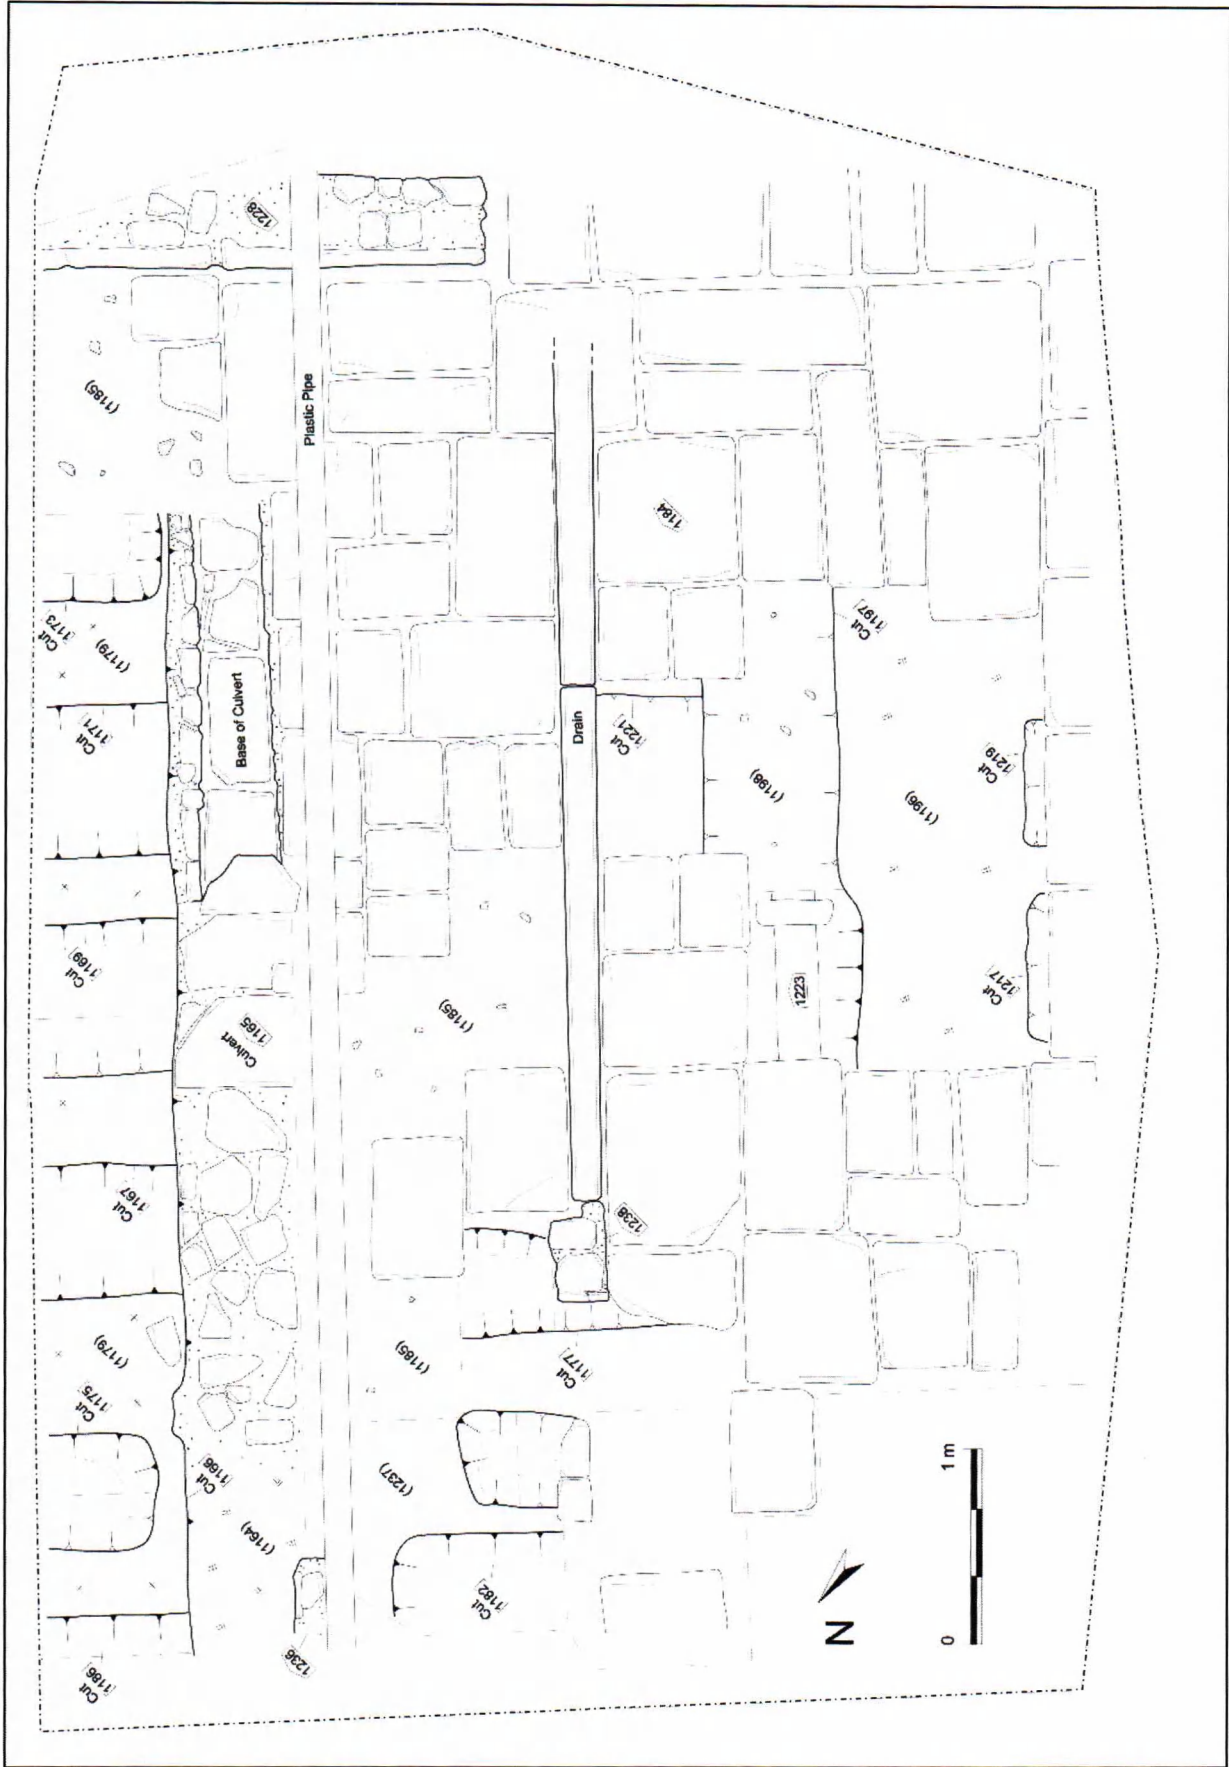 1228
(1185)
Plastic Pipe
1184
Cut
1173
(1179)
Cut
1171
Base of Culvert
Cut
1197
Drain
Cut
1221
(1198)
Cut
1219
(1196)
Cut
1169
Culvert
1165
(1185)
1223
Cut
1217
Cut
1167
1238
(1179)
Cut
1175
(1185)
Cut
1177
Cut
1166
(1164)
(1237)
Cut
1182
Cut
1186
1236
N
0
1 m